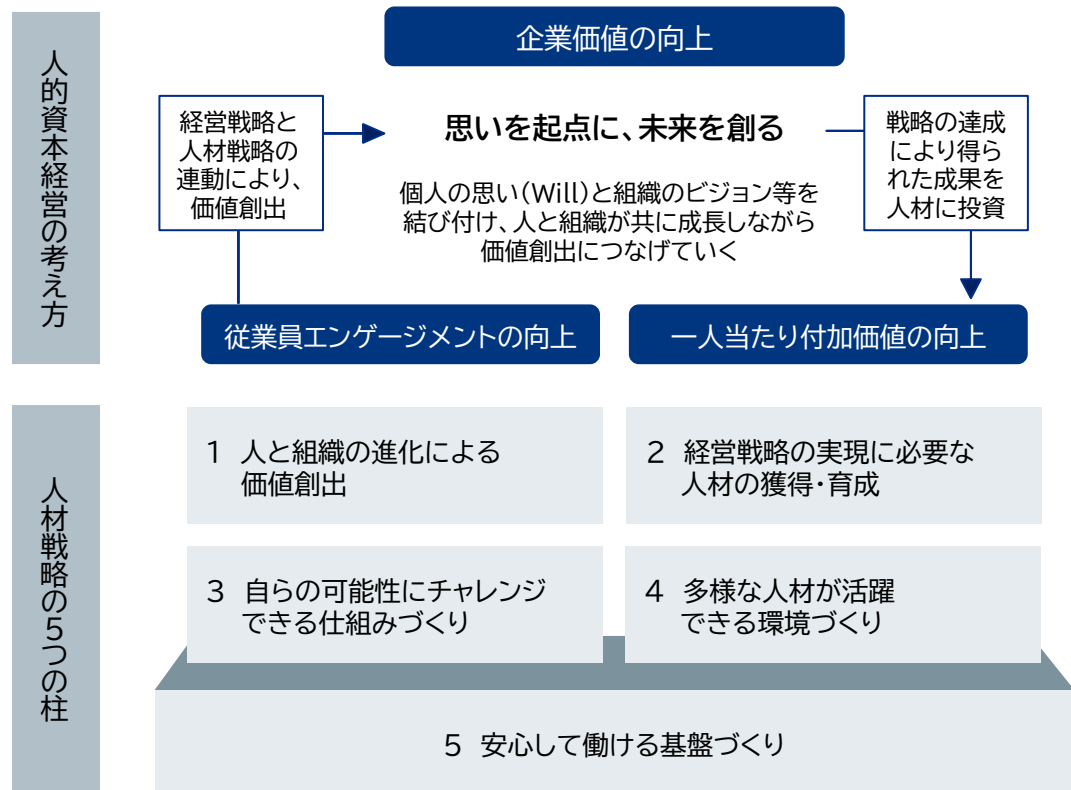 人的資本経営の考え方
企業価値の向上
経営戦略と
人材戦略の
連動により、
価値創出
思いを起点に、未来を創る
個人の思い(Will)と組織のビジョン等を
結び付け、人と組織が共に成長しながら
価値創出につなげていく
戦略の達成
により得ら
れた成果を
人材に投資
従業員エンゲージメントの向上
一人当たり付加価値の向上
人材戦略の5つの柱
1 人と組織の進化による
価値創出
2 経営戦略の実現に必要な
人材の獲得・育成
3 自らの可能性にチャレンジ
できる仕組みづくり
4 多様な人材が活躍
できる環境づくり
5 安心して働ける基盤づくり